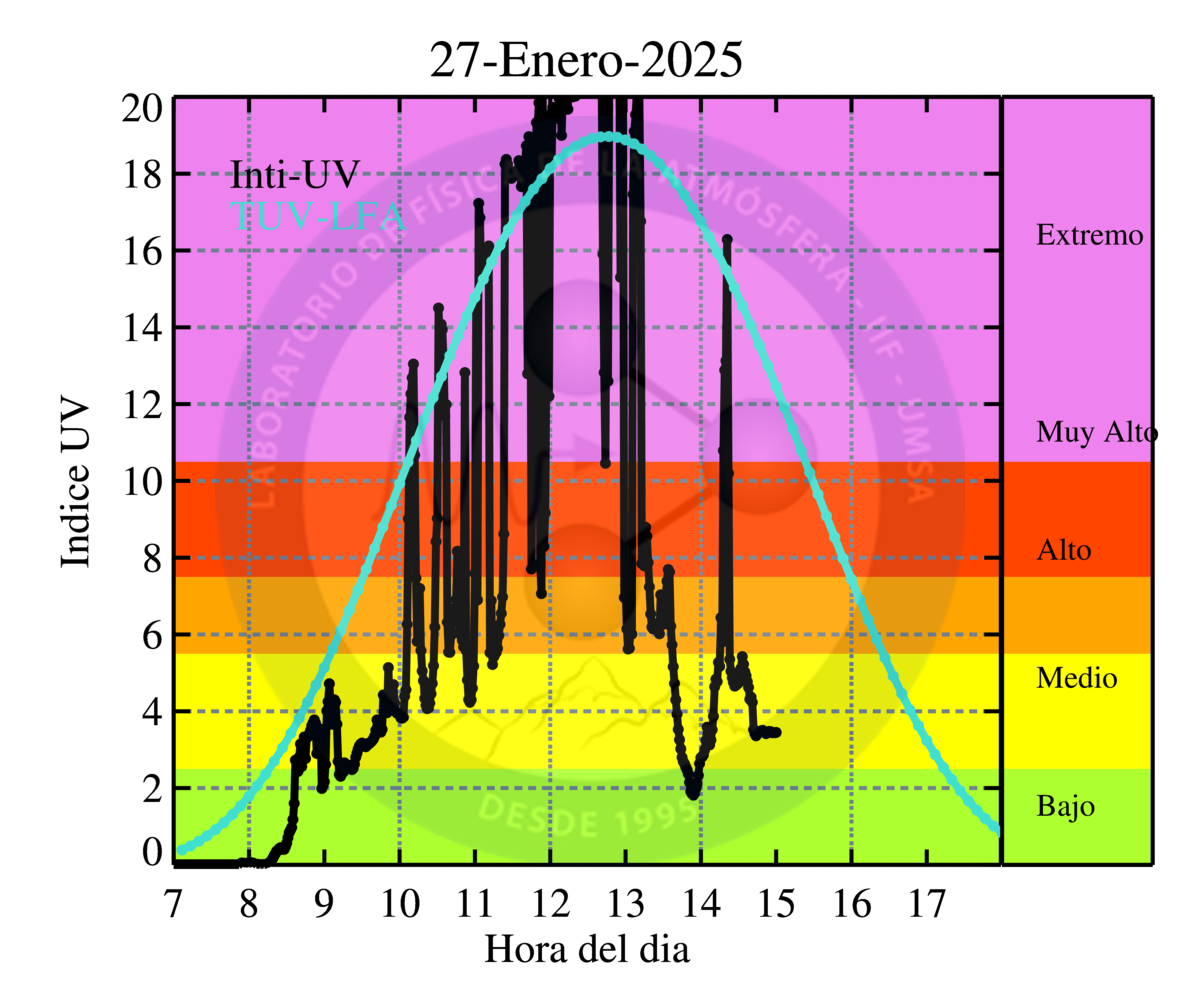 27-Enero-2025
20
18
16
14
12
10
8
6
4
2
0
Indice UV
Inti-UV
TUV-LFA
LABORATORIO DE FÍSICA DE LA ATMÓSFERA - IIF - UMSA
DESDE 1995
Extremo
Muy Alto
Alto
Medio
Bajo
7 8 9 10 11 12 13 14 15 16 17
Hora del dia